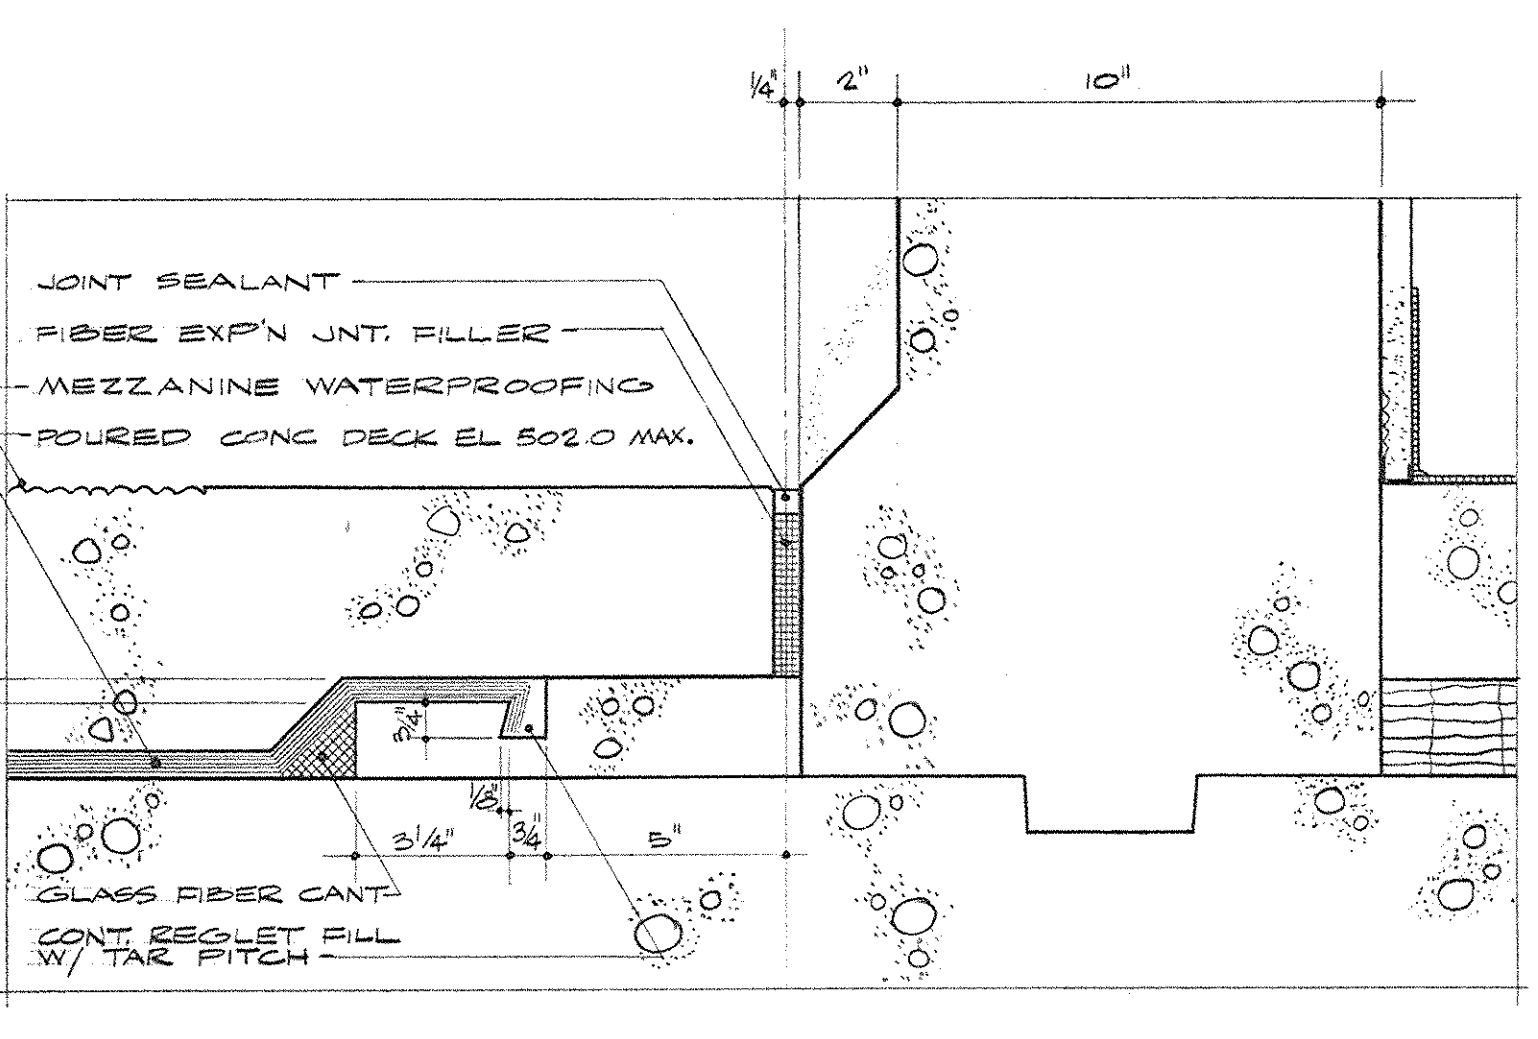 1/4" 2" 10"
JOINT SEALANT
FIBER EXP'N JNT. FILLER
MEZZANINE WATERPROOFING
POURED CONC DECK EL 502.0 MAX.
3/4"
1/8"
3 1/4" 3/4" 5"
GLASS FIBER CANT
CONT. REGLET FILL
W/ TAR PITCH